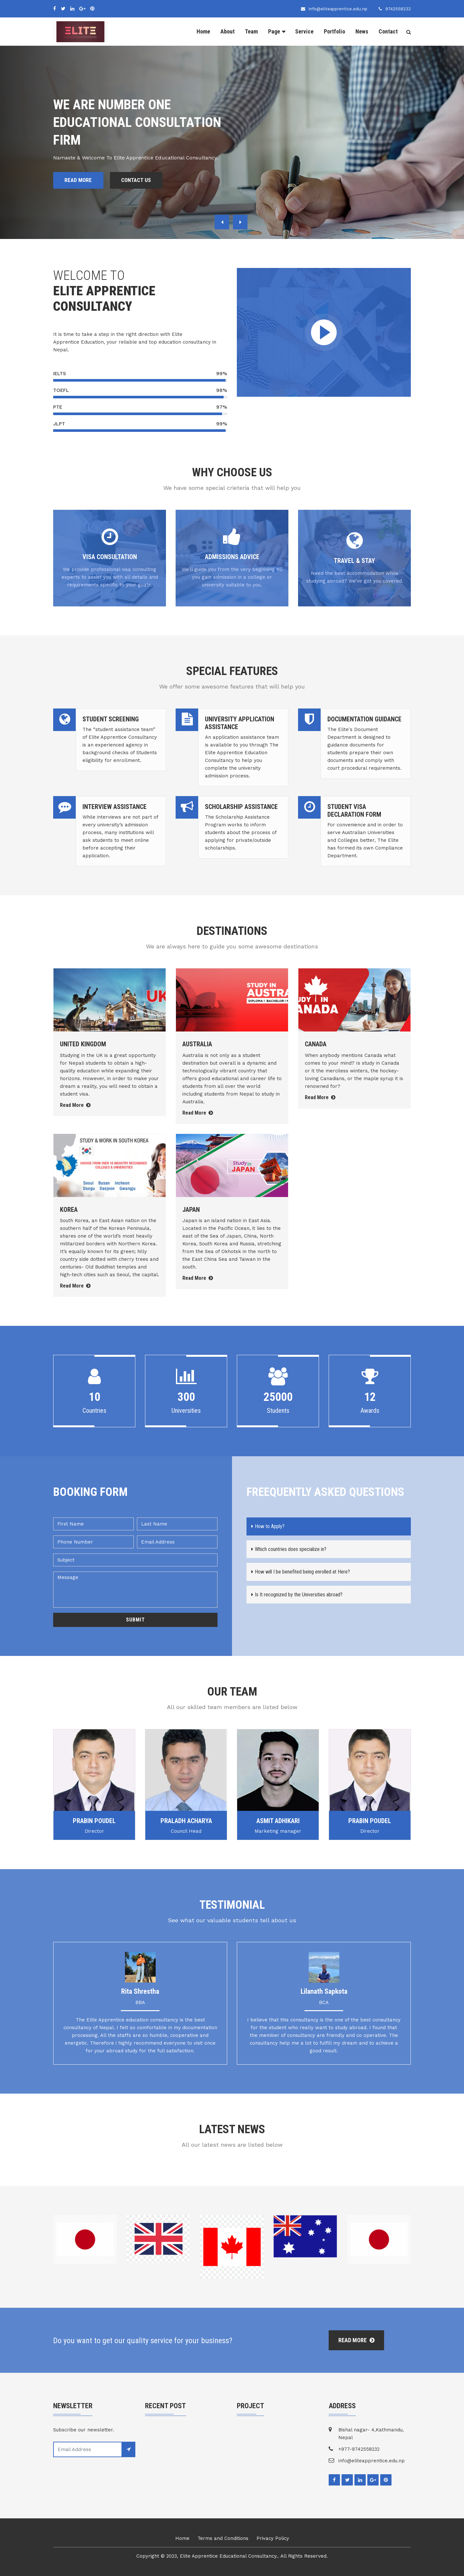 info@eliteapprentice.edu.np
9742558232
ELITE
Home About Team Page Service Portfolio News Contact
WE ARE NUMBER ONE
EDUCATIONAL CONSULTATION
FIRM
Namaste & Welcome To Elite Apprentice Educational Consultancy.
READ MORE
CONTACT US
WELCOME TO
ELITE APPRENTICE
CONSULTANCY
It is time to take a step in the right direction with Elite
Apprentice Education, your reliable and top education consultancy in
Nepal.
IELTS 99%
TOEFL 98%
PTE 97%
JLPT 99%
WHY CHOOSE US
We have some special crieteria that will help you
VISA CONSULTATION
We provide professional visa consulting
experts to assist you with all details and
requirements specific to your goals.
ADMISSIONS ADVICE
We'll guide you from the very beginning till
you gain admission in a college or
university suitable to you.
TRAVEL & STAY
Need the best accommodation while
studying abroad? We've got you covered.
SPECIAL FEATURES
We offer some awesome features that will help you
STUDENT SCREENING
The "student assistance team"
of Elite Apprentice Consultancy
is an experienced agency in
background checks of Students
eligibility for enrollment.
UNIVERSITY APPLICATION
ASSISTANCE
An application assistance team
is available to you through The
Elite Apprentice Education
Consultancy to help you
complete the university
admission process.
DOCUMENTATION GUIDANCE
The Elite's Document
Department is designed to
guidance documents for
students prepare their own
documents and comply with
court procedural requirements.
INTERVIEW ASSISTANCE
While interviews are not part of
every university's admission
process, many institutions will
ask students to meet online
before accepting their
application.
SCHOLARSHIP ASSISTANCE
The Scholarship Assistance
Program works to inform
students about the process of
applying for private/outside
scholarships.
STUDENT VISA
DECLARATION FORM
For convenience in order to
serve Australian Universities
and Colleges better, The Elite
has formed its own Compliance
Department.
DESTINATIONS
We are always here to guide you some awesome destinations
UK
UNITED KINGDOM
Studying in the UK is a great opportunity
for Nepali students to obtain a high-
quality education while expanding their
horizons. However, in order to make your
dream a reality, you will need to obtain a
student visa.
Read More
STUDY IN
AUSTRA
DIPLOMA | BACHELOR |
AUSTRALIA
Australia is not only as a student
destination but overall is a dynamic and
technologically vibrant country that
offers good educational and career life to
students from all over the world
including students from Nepal to study in
Australia.
Read More
STUDY IN
CANADA
CANADA
When anybody mentions Canada what
comes to your mind? Is study in Canada
or it the merciless winters, the hockey-
loving Canadians, or the maple syrup it is
renowned for?
Read More
STUDY & WORK IN SOUTH KOREA
CHOOSE FROM OVER 10 INDUSTRY RECOGNIZED
COLLEGES & UNIVERSITIES
Seoul Busan Incheon
Daegu Daejeon Gwangju
KOREA
South Korea, an East Asian nation on the
southern half of the Korean Peninsula,
shares one of the world's most heavily
militarized borders with Northern Korea.
It's equally known for its green; hilly
country side dotted with cherry trees and
centuries- Old Buddhist temples and
high-tech cities such as Seoul, the capital.
Read More
Study in
JAPAN
JAPAN
Japan is an island nation in East Asia.
Located in the Pacific Ocean, it lies to the
east of the Sea of Japan, China, North
Korea, South Korea and Russia, stretching
from the Sea of Okhotsk in the north to
the East China Sea and Taiwan in the
south.
Read More
10
Countries
300
Universities
25000
Students
12
Awards
BOOKING FORM
First Name
Last Name
Phone Number
Email Address
Subject
Message
SUBMIT
FREEQUENTLY ASKED QUESTIONS
How to Apply?
Which countries does specialize in?
How will I be benefited being enrolled at Here?
Is It recognized by the Universities abroad?
OUR TEAM
All our skilled team members are listed below
PRABIN POUDEL
Director
PRALADH ACHARYA
Council Head
ASMIT ADHIKARI
Marketing manager
PRABIN POUDEL
Director
TESTIMONIAL
See what our valuable students tell about us
Rita Shrestha
BBA
The Elite Apprentice education consultancy is the best
consultancy of Nepal. I felt so comfortable in my documentation
processing. All the staffs are so humble, cooperative and
energetic. Therefore I highly recommend everyone to visit once
for your abroad study for the full satisfaction.
Lilanath Sapkota
BCA
I believe that this consultancy is the one of the best consultancy
for the student who really want to study abroad. I found that
the member of consultancy are friendly and co operative. The
consultancy help me a lot to fulfill my dream and to achieve a
good result.
LATEST NEWS
All our latest news are listed below
Do you want to get our quality service for your business?
READ MORE
NEWSLETTER
Subscribe our newsletter.
Email Address
RECENT POST
PROJECT
ADDRESS
Bishal nagar- 4,Kathmandu,
Nepal
+977-9742558232
info@eliteapprentice.edu.np
Home Terms and Conditions Privacy Policy
Copyright © 2023, Elite Apprentice Educational Consultancy. All Rights Reserved.